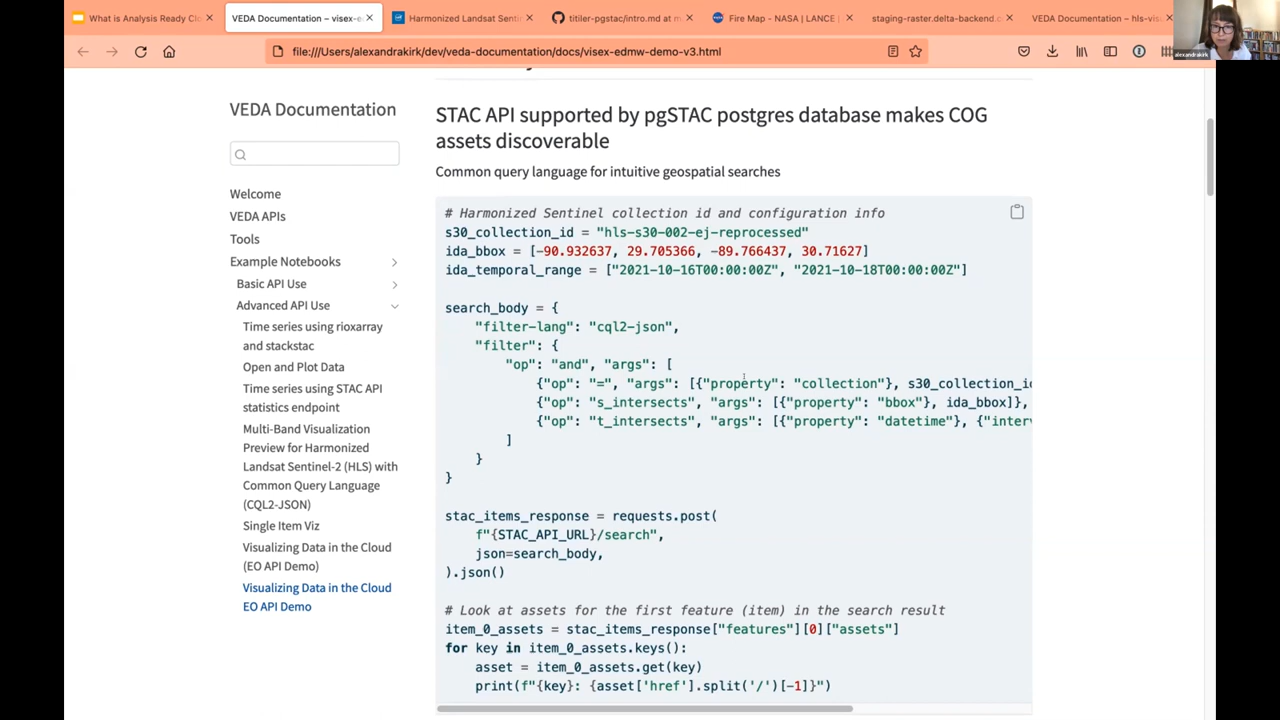 What is Analysis Ready Clo
VEDA Documentation – visex-e
Harmonized Landsat Senti
titiler-pgstac/intro.md at m
Fire Map - NASA | LANCE |
staging-raster.delta-backend.c
VEDA Documentation – hls-vis
file:///Users/alexandrakirk/dev/veda-documentation/docs/visex-edmw-demo-v3.html
alexandrakirk
VEDA Documentation
Welcome
VEDA APIs
Tools
Example Notebooks
Basic API Use
Advanced API Use
Time series using rioxarray
and stackstac
Open and Plot Data
Time series using STAC API
statistics endpoint
Multi-Band Visualization
Preview for Harmonized
Landsat Sentinel-2 (HLS) with
Common Query Language
(CQL2-JSON)
Single Item Viz
Visualizing Data in the Cloud
(EO API Demo)
Visualizing Data in the Cloud
EO API Demo
STAC API supported by pgSTAC postgres database makes COG
assets discoverable
Common query language for intuitive geospatial searches
# Harmonized Sentinel collection id and configuration info
s30_collection_id = "hls-s30-002-ej-reprocessed"
ida_bbox = [-90.932637, 29.705366, -89.766437, 30.71627]
ida_temporal_range = ["2021-10-16T00:00:00Z", "2021-10-18T00:00:00Z"]
search_body = {
"filter-lang": "cql2-json",
"filter": {
"op": "and", "args": [
{"op": "=", "args": [{"property": "collection"}, s30_collection_id
{"op": "s_intersects", "args": [{"property": "bbox"}, ida_bbox]},
{"op": "t_intersects", "args": [{"property": "datetime"}, {"inter
]
}
}
stac_items_response = requests.post(
f"{STAC_API_URL}/search",
json=search_body,
).json()
# Look at assets for the first feature (item) in the search result
item_0_assets = stac_items_response["features"][0]["assets"]
for key in item_0_assets.keys():
asset = item_0_assets.get(key)
print(f"{key}: {asset['href'].split('/')[-1]}")